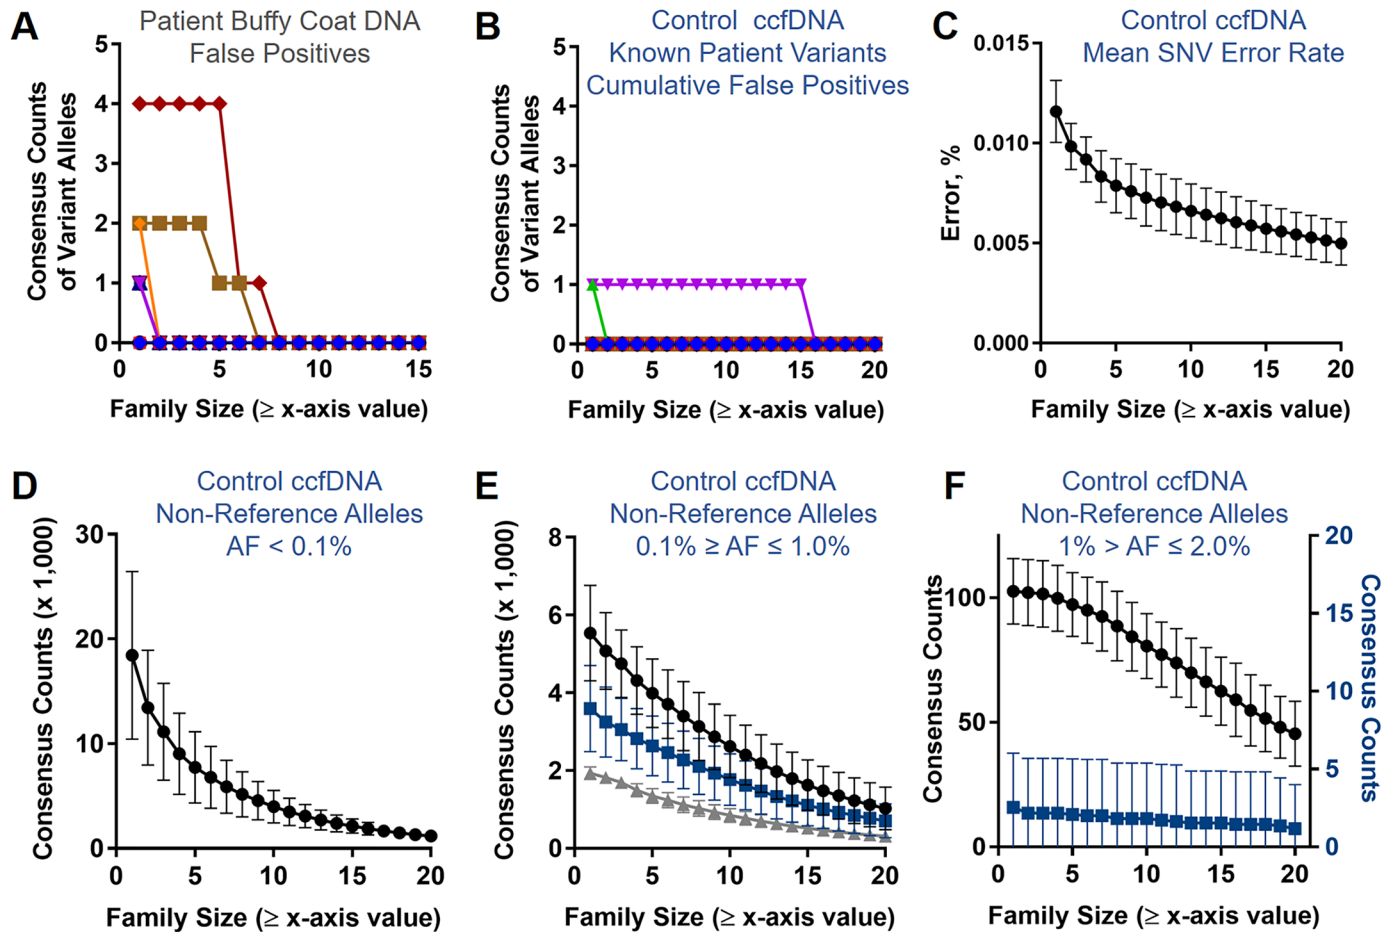 A
Patient Buffy Coat DNA
False Positives
Consensus Counts
of Variant Alleles
5
4
3
2
1
0
0 5 10 15
Family Size (≥ x-axis value)
B
Control ccfDNA
Known Patient Variants
Cumulative False Positives
Consensus Counts
of Variant Alleles
5
4
3
2
1
0
0 5 10 15 20
Family Size (≥ x-axis value)
C
Control ccfDNA
Mean SNV Error Rate
Error, %
0.015
0.010
0.005
0.000
0 5 10 15 20
Family Size (≥ x-axis value)
D
Control ccfDNA
Non-Reference Alleles
AF < 0.1%
Consensus Counts (x 1,000)
30
20
10
0
0 5 10 15 20
Family Size (≥ x-axis value)
E
Control ccfDNA
Non-Reference Alleles
0.1% ≥ AF ≤ 1.0%
Consensus Counts (x 1,000)
8
6
4
2
0
0 5 10 15 20
Family Size (≥ x-axis value)
F
Control ccfDNA
Non-Reference Alleles
1% > AF ≤ 2.0%
Consensus Counts
100
50
0
20
15
10
5
0
Consensus Counts
0 5 10 15 20
Family Size (≥ x-axis value)